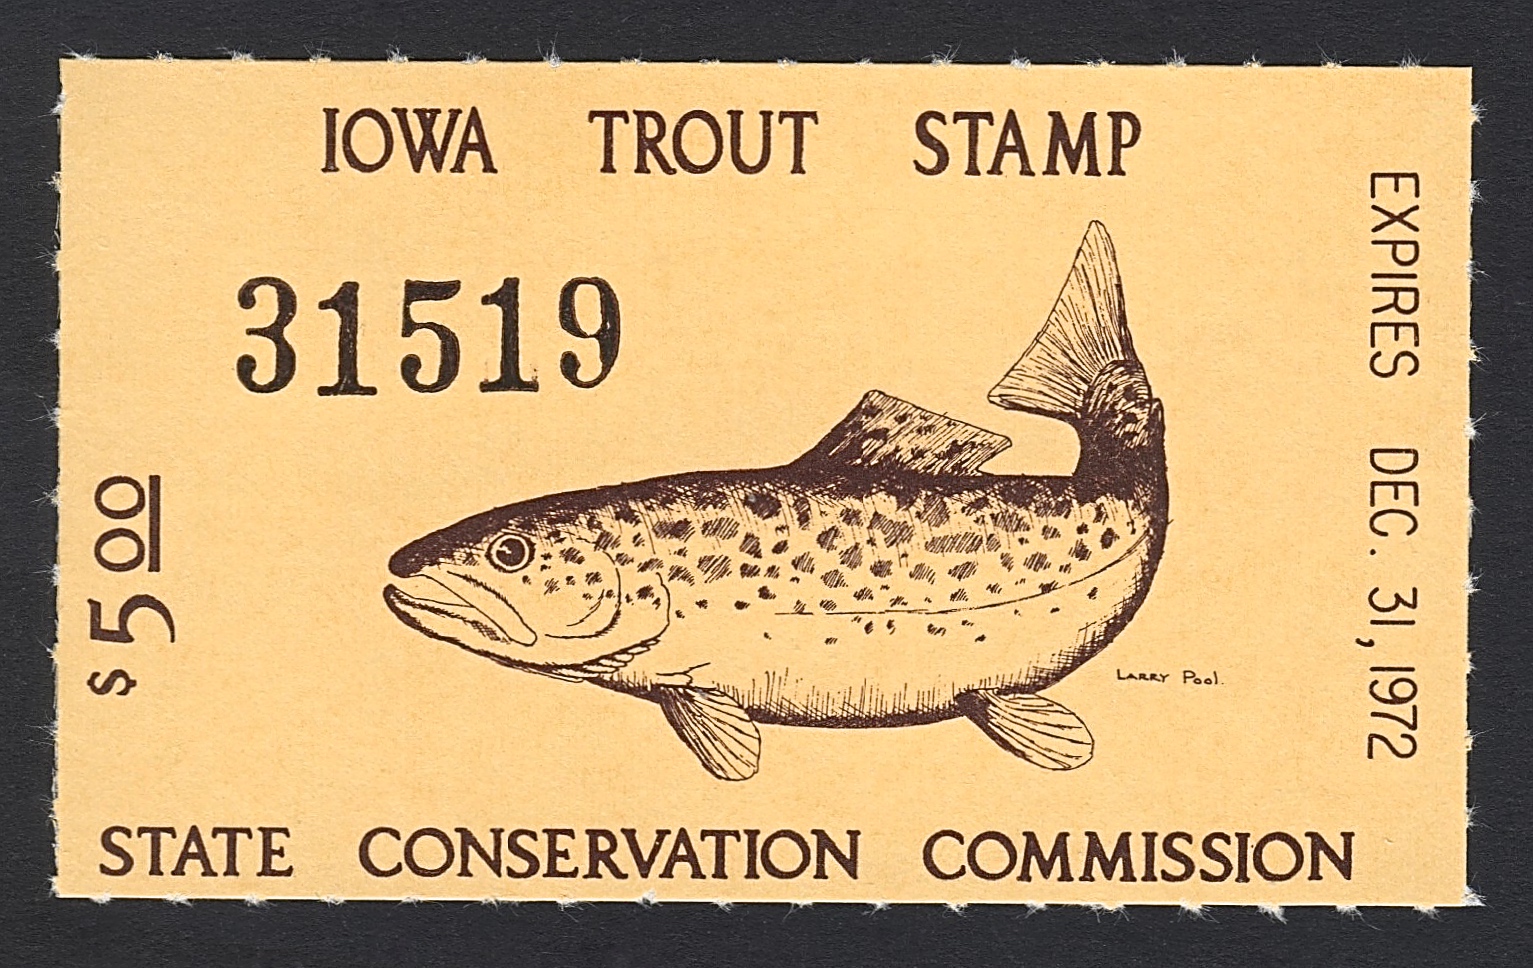 IOWA TROUT STAMP
31519
$5.00
EXPIRES DEC. 31, 1972
LARRY POOL.
STATE CONSERVATION COMMISSION